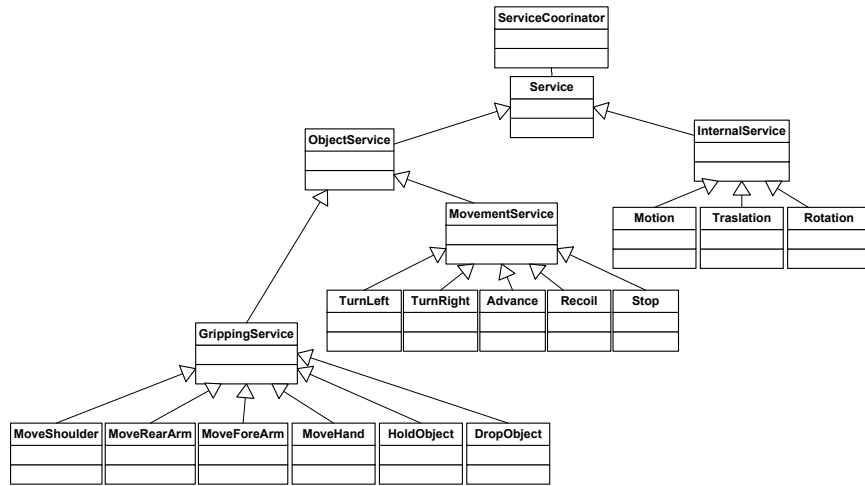 ServiceCoorinator
Service
ObjectService
InternalService
MovementService
Motion
Traslation
Rotation
TurnLeft
TurnRight
Advance
Recoil
Stop
GrippingService
MoveShoulder
MoveRearArm
MoveForeArm
MoveHand
HoldObject
DropObject